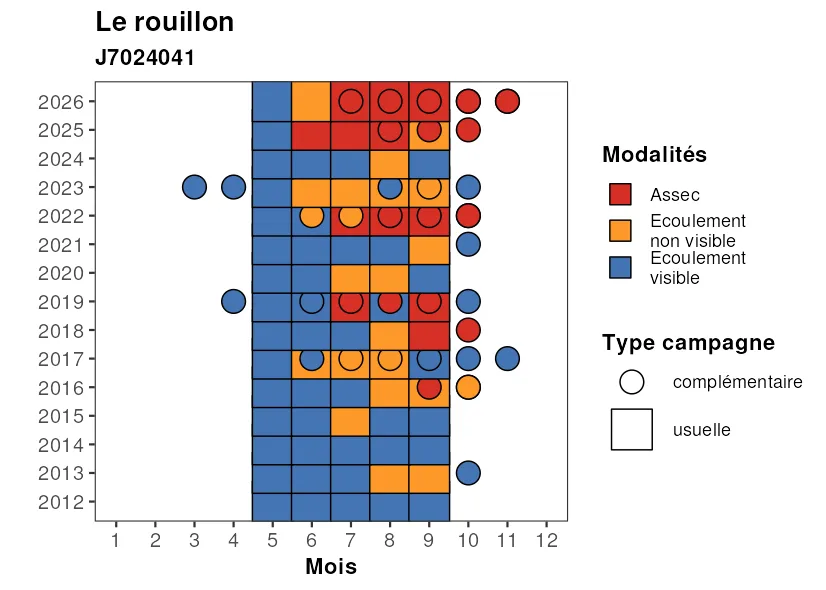 Le rouillon
J7024041
2026
2025
2024
2023
2022
2021
2020
2019
2018
2017
2016
2015
2014
2013
2012
1 2 3 4 5 6 7 8 9 10 11 12
Mois
Modalités
Assec
Ecoulement
non visible
Ecoulement
visible
Type campagne
complémentaire
usuelle